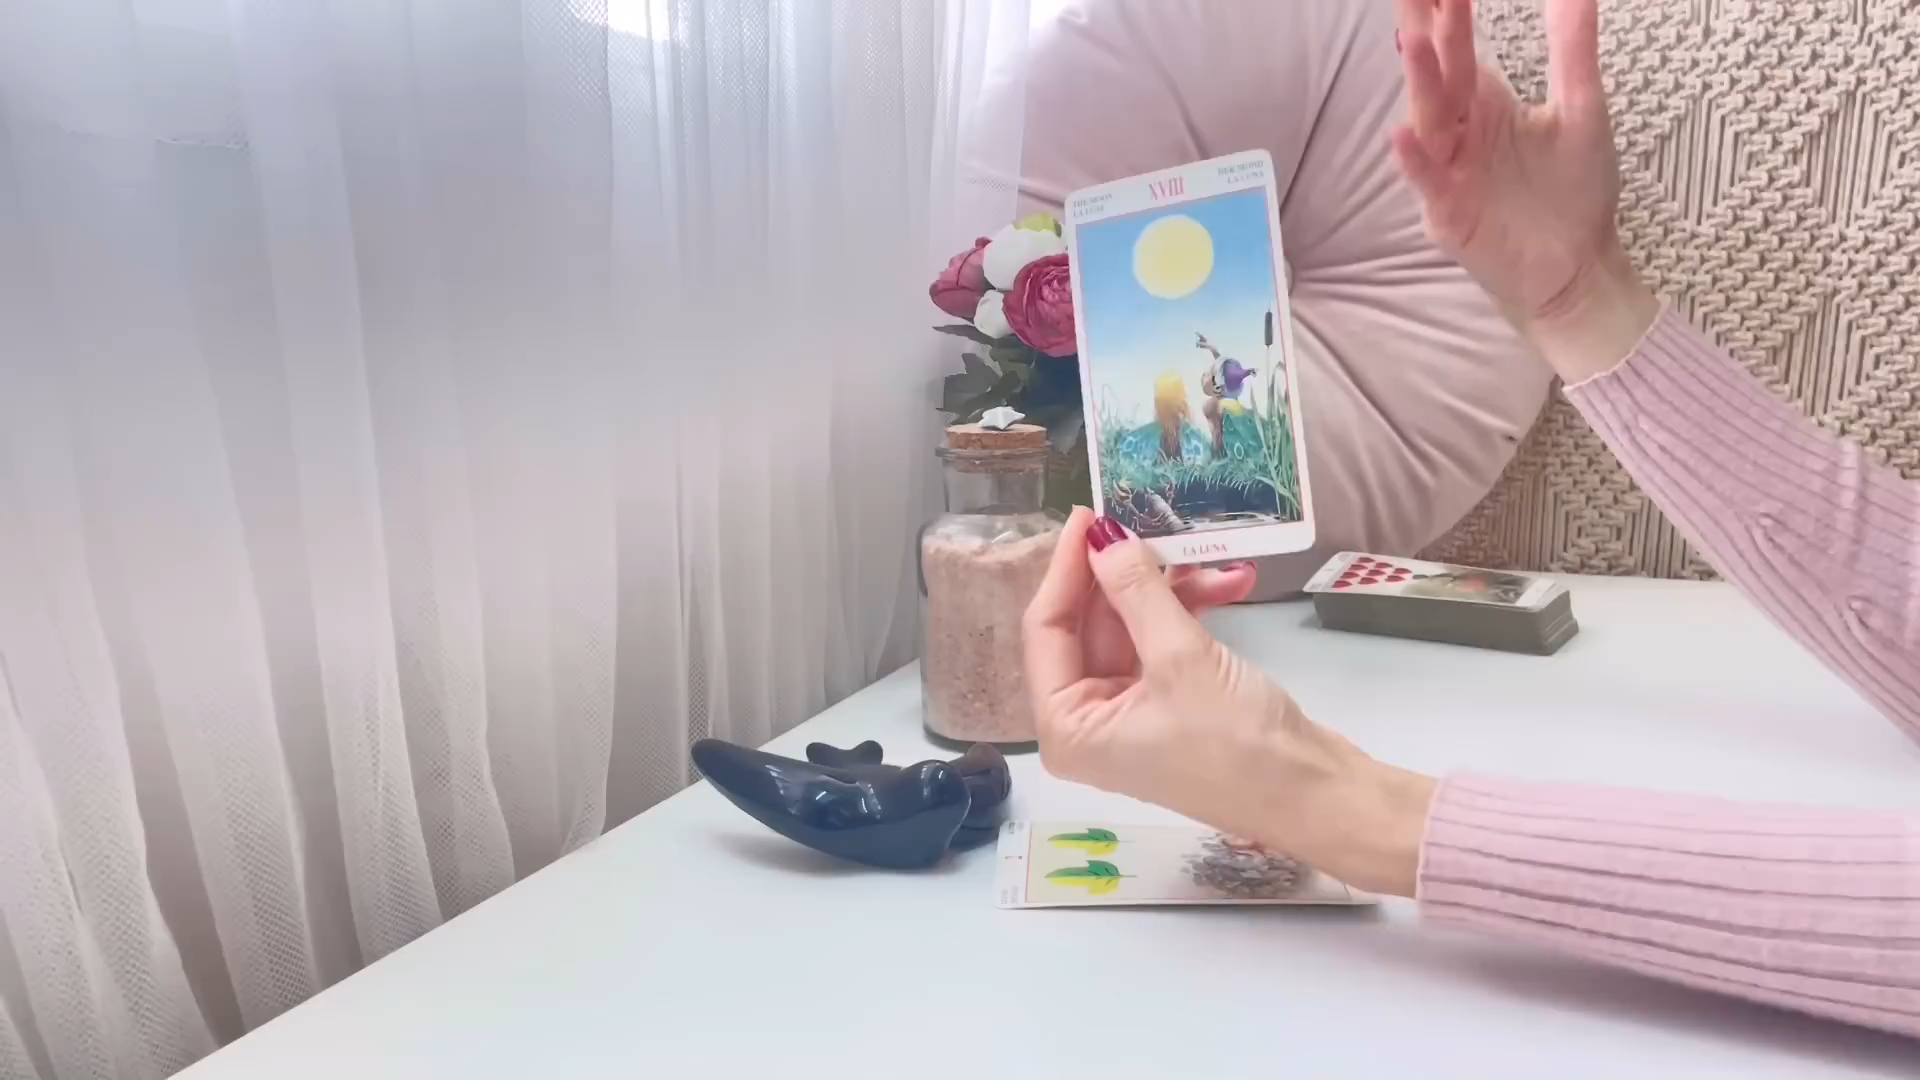 THE MOON
LA LUNE
XVIII
DER MOND
LA LUNA
LA LUNA